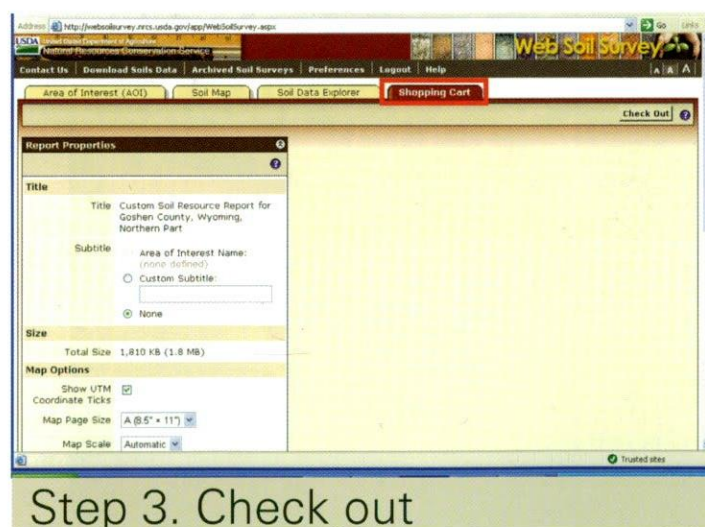 Address http://websoilsurvey.nrcs.usda.gov/app/WebSoilSurvey.aspx Go Links
USDA United States Department of Agriculture
Natural Resources Conservation Service
Web Soil Survey
Contact Us Download Soils Data Archived Soil Surveys Preferences Logout Help A A A
Area of Interest (AOI) Soil Map Soil Data Explorer Shopping Cart
Check Out ?
Report Properties
?
Title
Title Custom Soil Resource Report for
Goshen County, Wyoming,
Northern Part
Subtitle Area of Interest Name:
(none defined)
Custom Subtitle:
None
Size
Total Size 1,810 KB (1.8 MB)
Map Options
Show UTM
Coordinate Ticks
Map Page Size A (8.5" × 11")
Map Scale Automatic
Trusted sites
Step 3. Check out